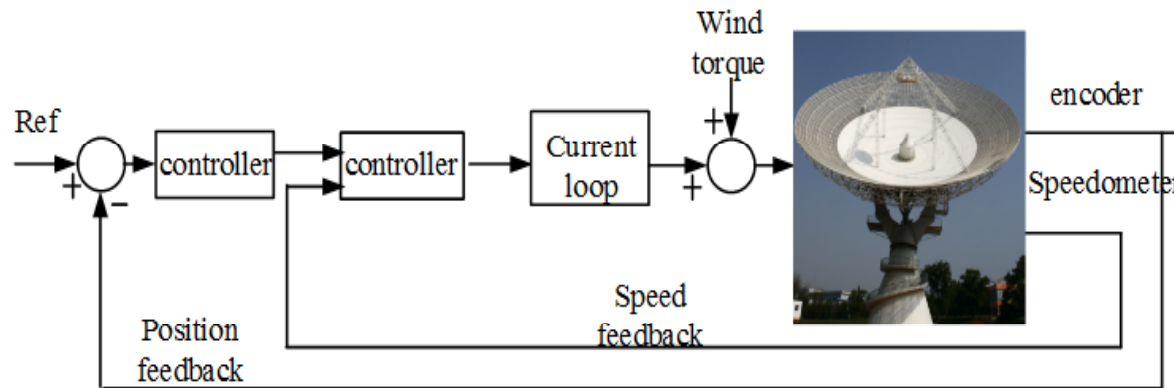 Wind
torque
Ref
+
-
controller
controller
Current
loop
+
+
encoder
Speedometer
Speed
feedback
Position
feedback